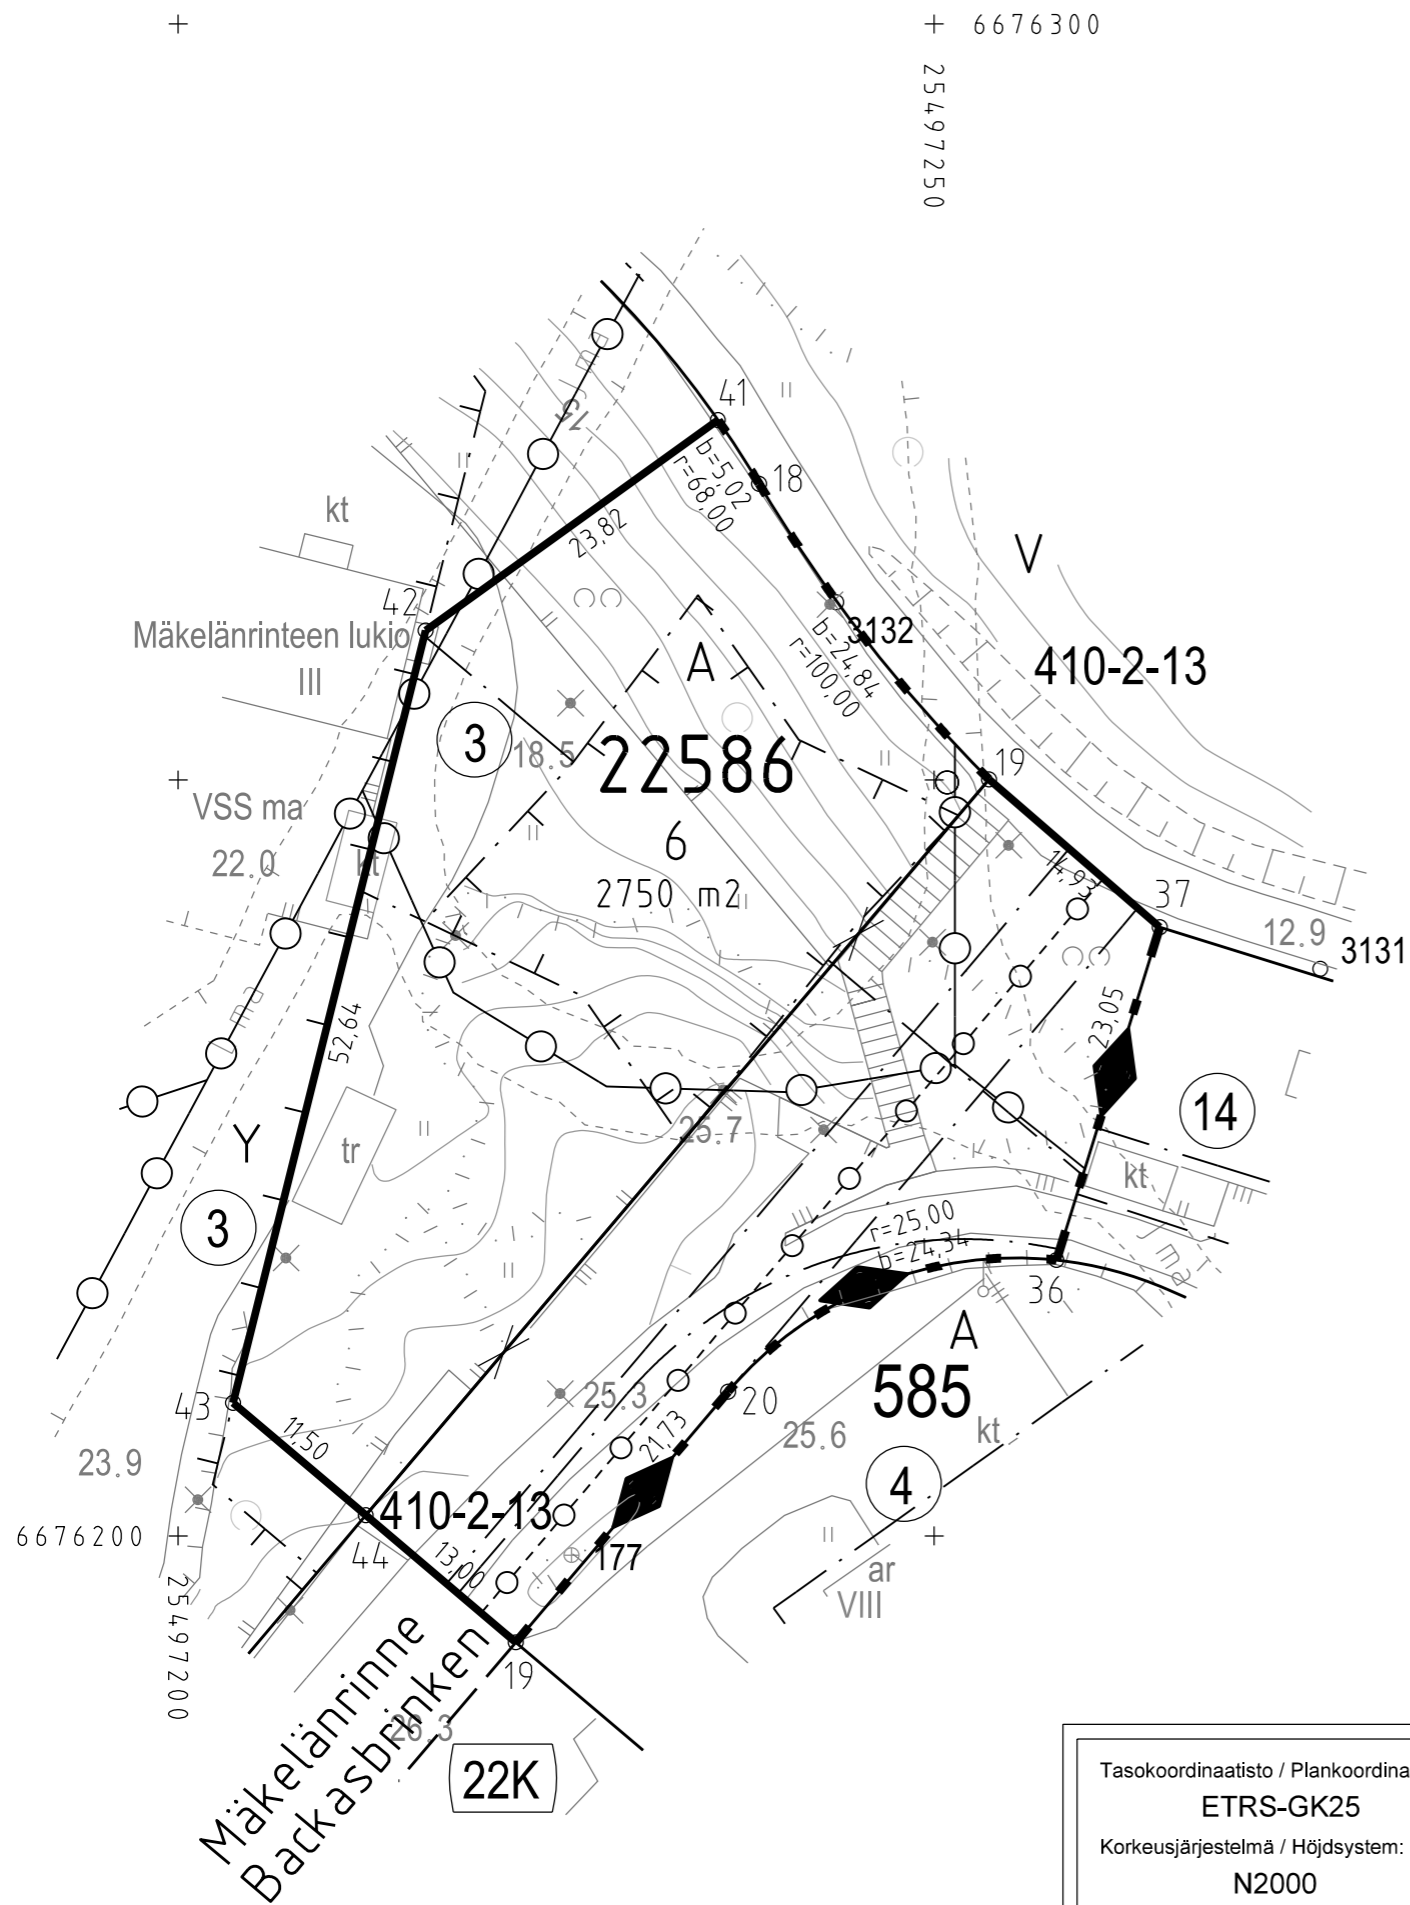 6676300
25497250
41
b=5,02
r=68,00
18
23,82
kt
42
Mäkelänrinteen lukio
III
3132
b=24,84
r=100,00
V
410-2-13
A
3
18.5
22586
6
2750 m2
19
VSS ma
22.0
kt
14,93
37
12.9
3131
52,64
23,05
14
25.7
Y
tr
kt
3
r=25,00
b=24,34
36
A
585
kt
43
11,50
25.3
20
25.6
21,73
23.9
4
410-2-13
6676200
44
13,00
177
ar
VIII
25497200
19
Mäkelänrinne
Backasbrinken
26.3
22K
Tasokoordinaatisto / Plankoordina
ETRS-GK25
Korkeusjärjestelmä / Höjdsystem:
N2000